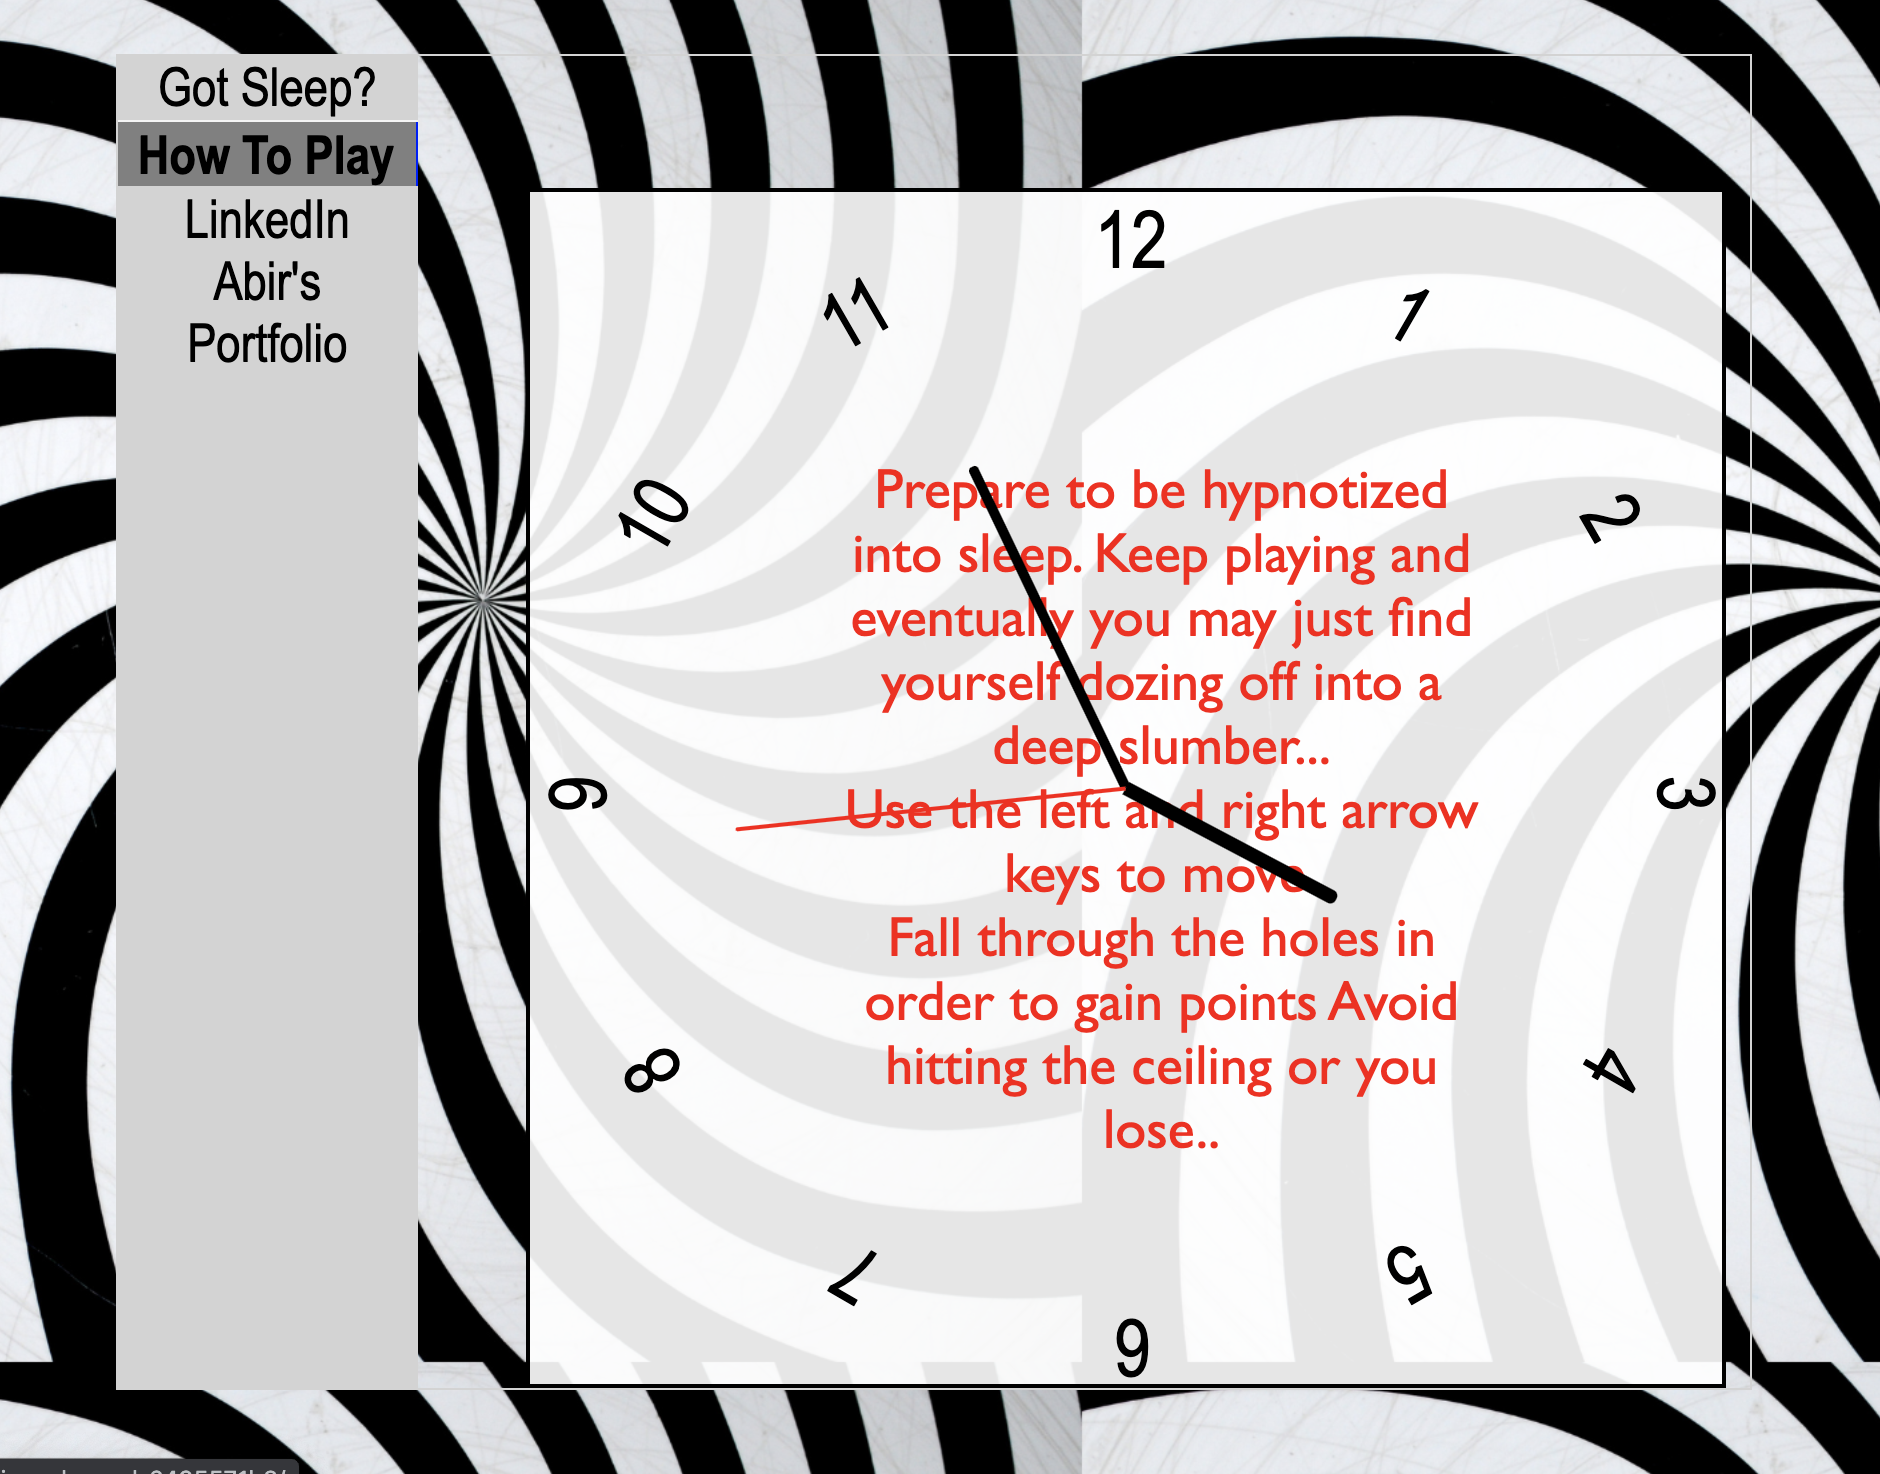 Got Sleep?
How To Play
LinkedIn
Abir's
Portfolio
12
11
1
10
2
9
3
8
4
7
5
6
Prepare to be hypnotized
into sleep. Keep playing and
eventually you may just find
yourself dozing off into a
deep slumber...
Use the left and right arrow
keys to move
Fall through the holes in
order to gain points Avoid
hitting the ceiling or you
lose..